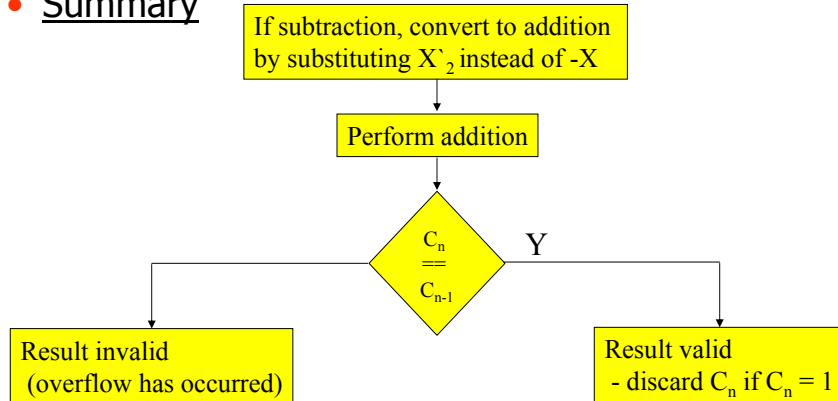 • Summary
If subtraction, convert to addition
by substituting X`₂ instead of -X
Perform addition
Cₙ
==
Cₙ₋₁
Y
Result invalid
(overflow has occurred)
Result valid
- discard Cₙ if Cₙ = 1